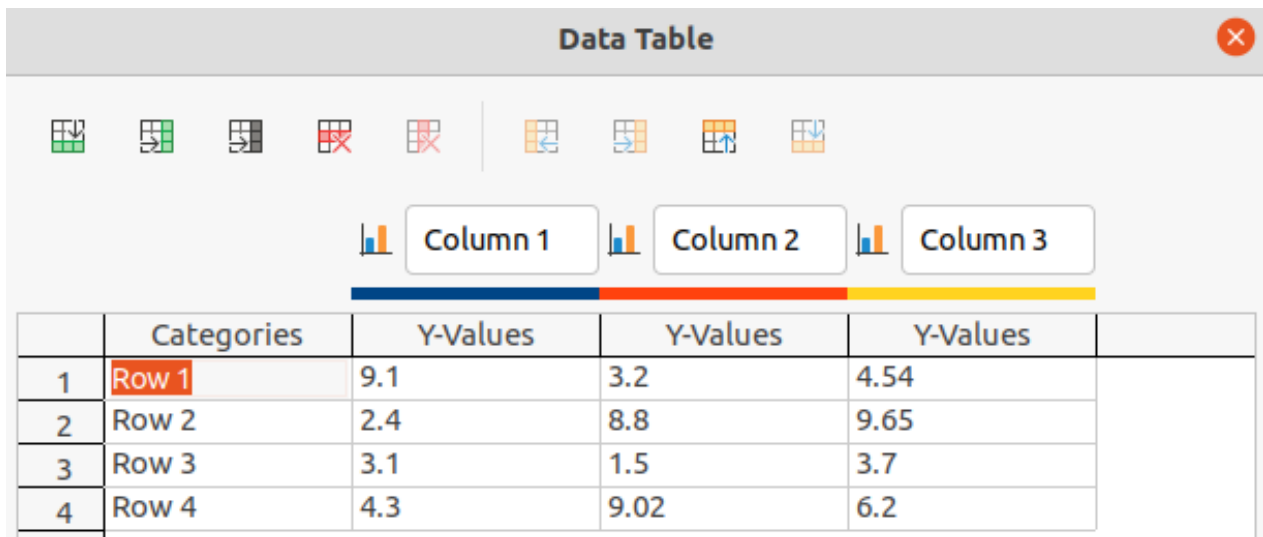 Data Table
Column 1 Column 2 Column 3
Categories Y-Values Y-Values Y-Values
1 Row 1 9.1 3.2 4.54
2 Row 2 2.4 8.8 9.65
3 Row 3 3.1 1.5 3.7
4 Row 4 4.3 9.02 6.2